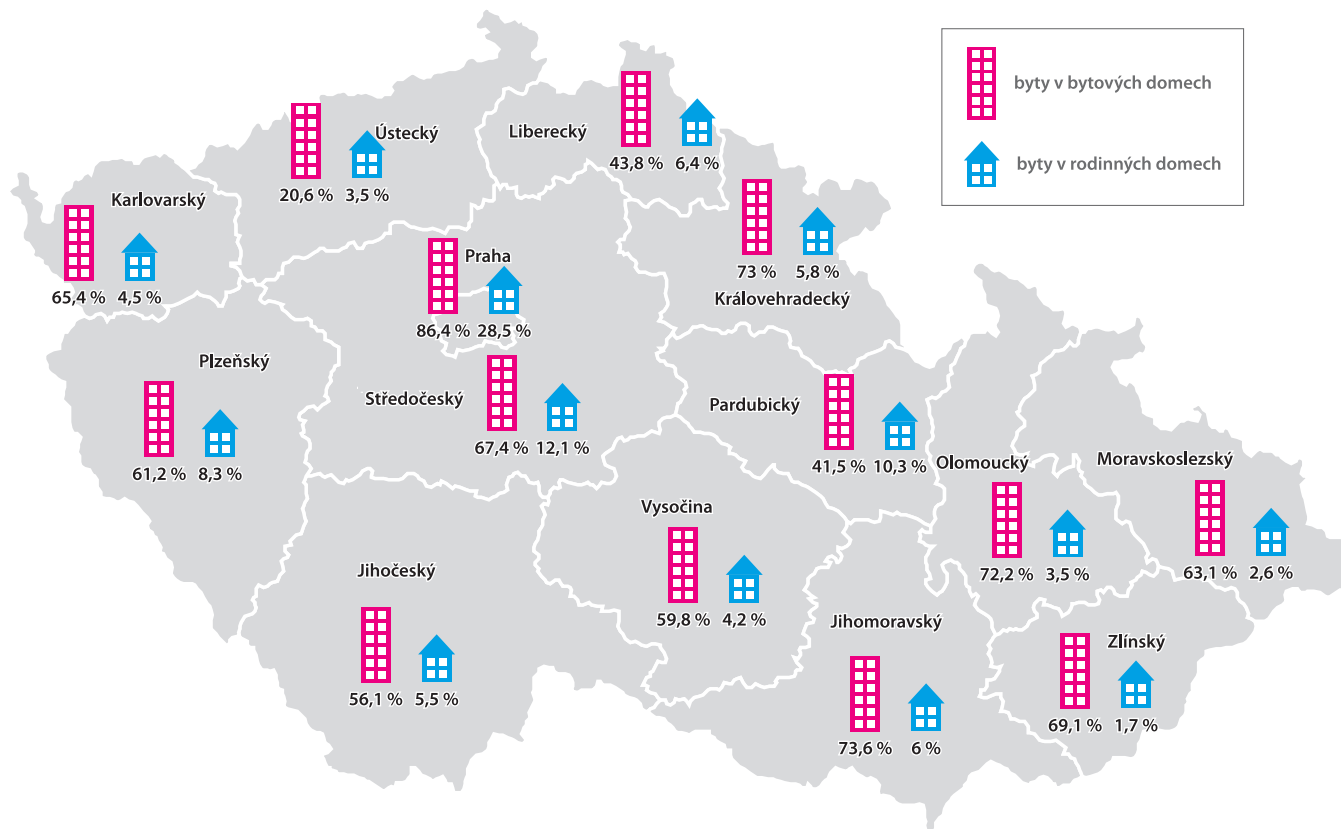 byty v bytových domech
byty v rodinných domech
Ústecký
20,6 % 3,5 %
Liberecký
43,8 % 6,4 %
Karlovarský
65,4 % 4,5 %
Praha
86,4 % 28,5 %
73 % 5,8 %
Královehradecký
Plzeňský
61,2 % 8,3 %
Středočeský
67,4 % 12,1 %
Pardubický
41,5 % 10,3 %
Olomoucký
72,2 % 3,5 %
Moravskoslezský
63,1 % 2,6 %
Vysočina
59,8 % 4,2 %
Jihočeský
56,1 % 5,5 %
Jihomoravský
73,6 % 6 %
Zlínský
69,1 % 1,7 %